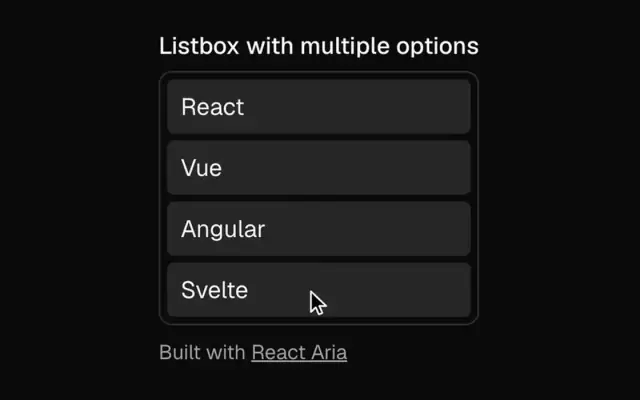 Listbox with multiple options
React
Vue
Angular
Svelte
Built with React Aria